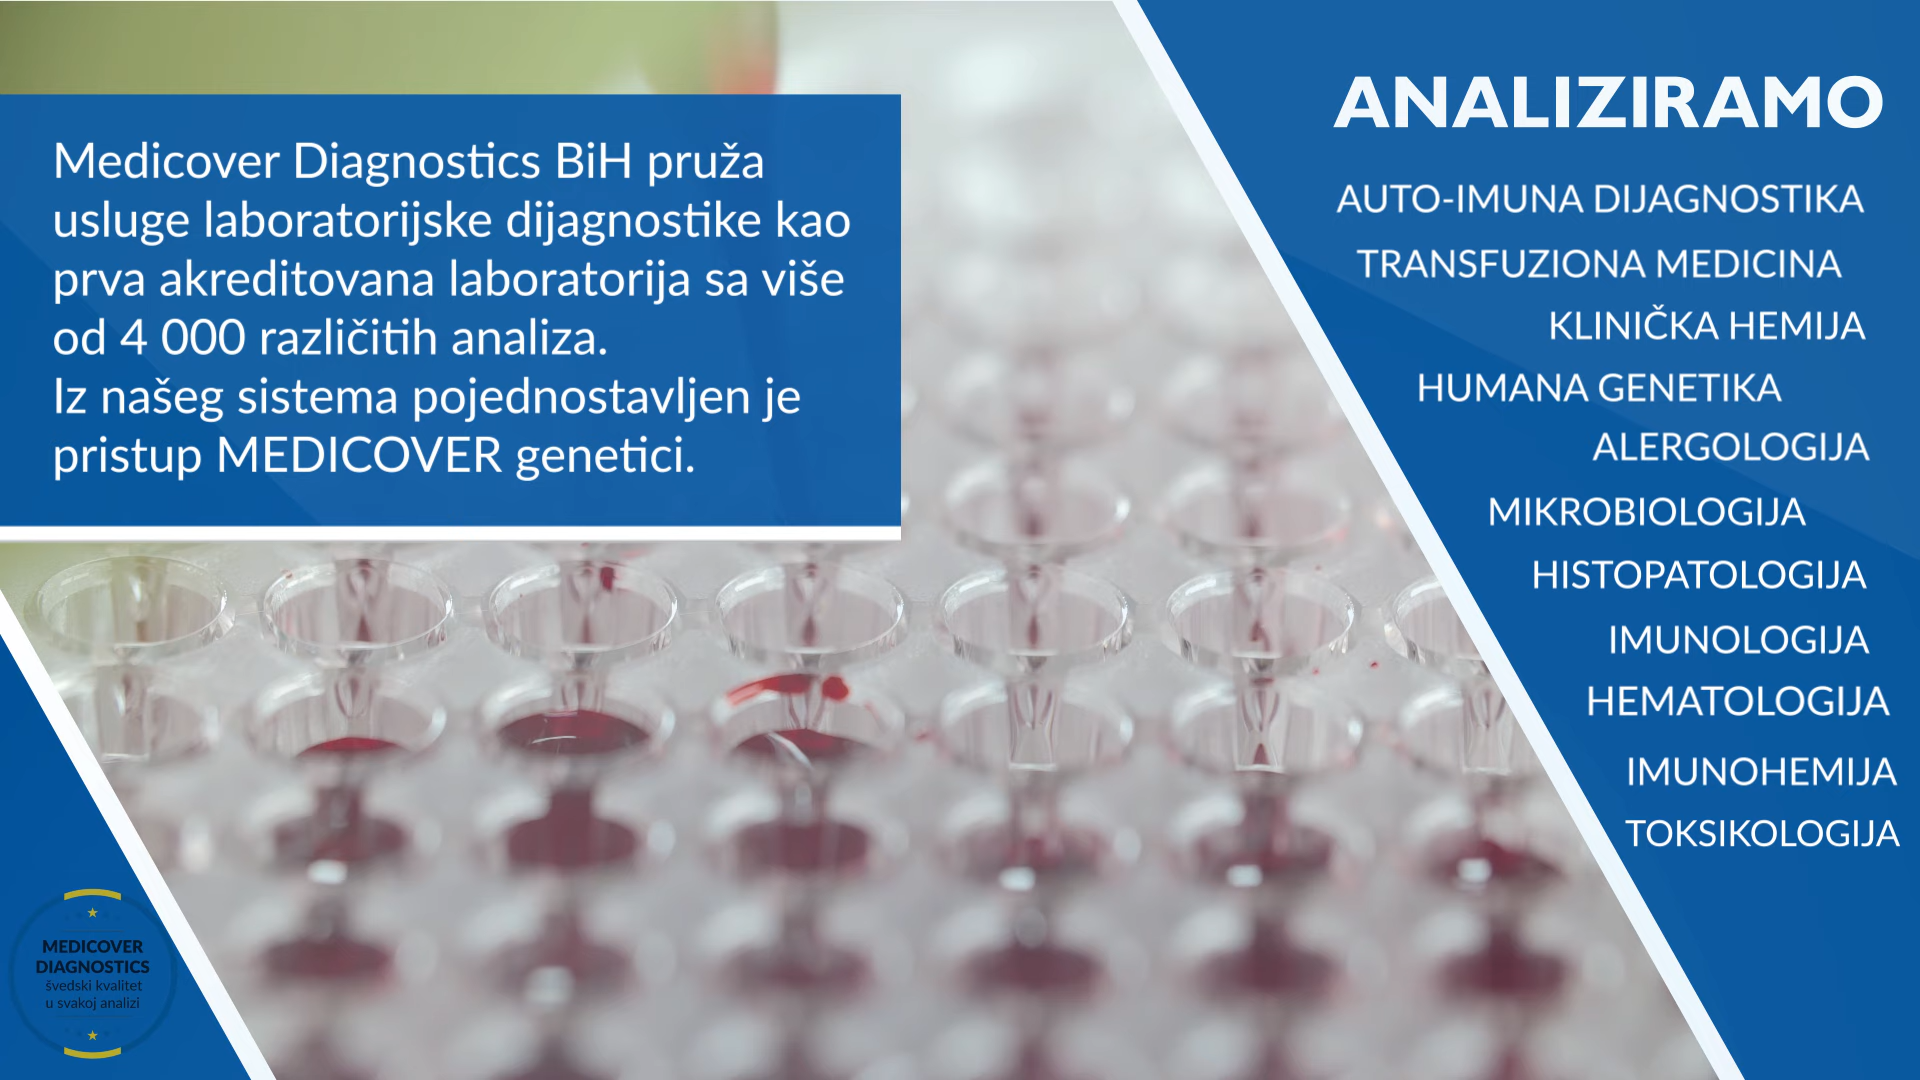 Medicover Diagnostics BiH pruža
usluge laboratorijske dijagnostike kao
prva akreditovana laboratorija sa više
od 4 000 različitih analiza.
Iz našeg sistema pojednostavljen je
pristup MEDICOVER genetici.
ANALIZIRAMO
AUTO-IMUNA DIJAGNOSTIKA
TRANSFUZIONA MEDICINA
KLINIČKA HEMIJA
HUMANA GENETIKA
ALERGOLOGIJA
MIKROBIOLOGIJA
HISTOPATOLOGIJA
IMUNOLOGIJA
HEMATOLOGIJA
IMUNOHEMIJA
TOKSIKOLOGIJA
MEDICOVER
DIAGNOSTICS
švedski kvalitet
u svakoj analizi